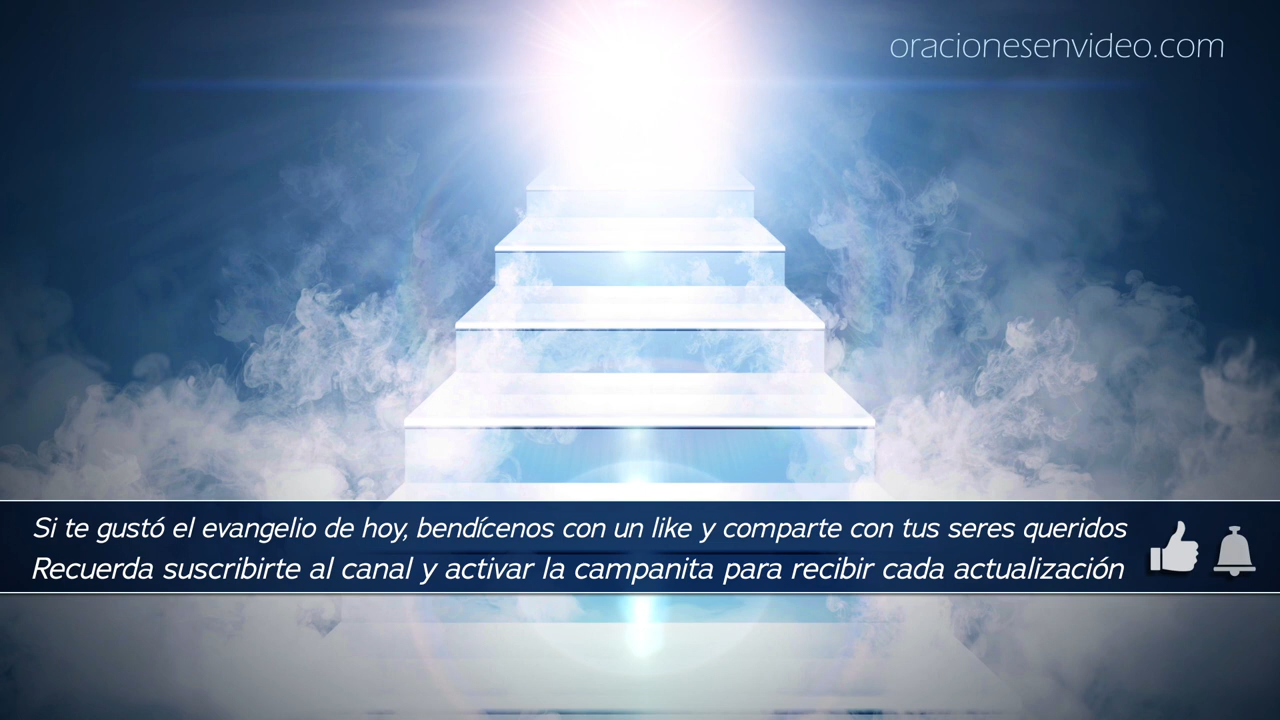 oracionesenvideo.com
Si te gustó el evangelio de hoy, bendícenos con un like y comparte con tus seres queridos
Recuerda suscribirte al canal y activar la campanita para recibir cada actualización